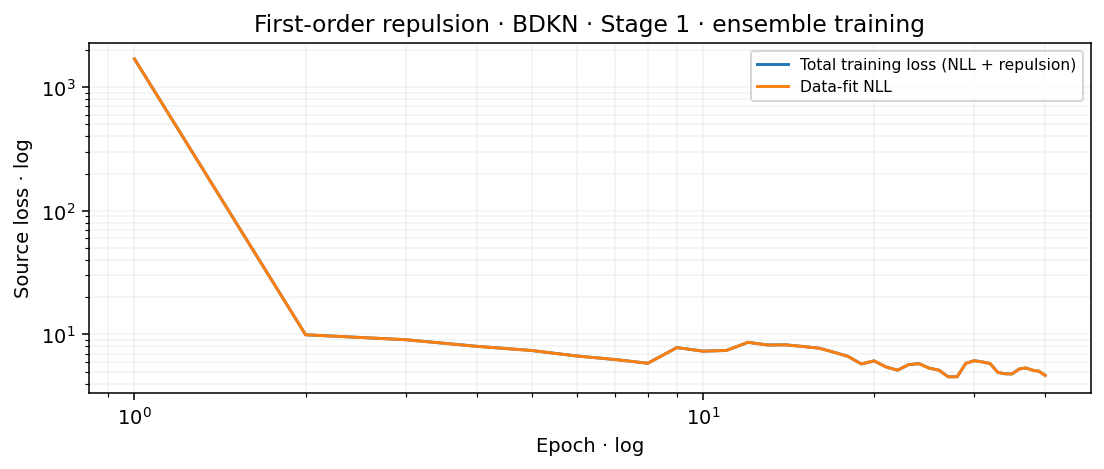 First-order repulsion · BDKN · Stage 1 · ensemble training
Total training loss (NLL + repulsion)
Data-fit NLL
Source loss · log
10³
10²
10¹
10⁰
10¹
Epoch · log